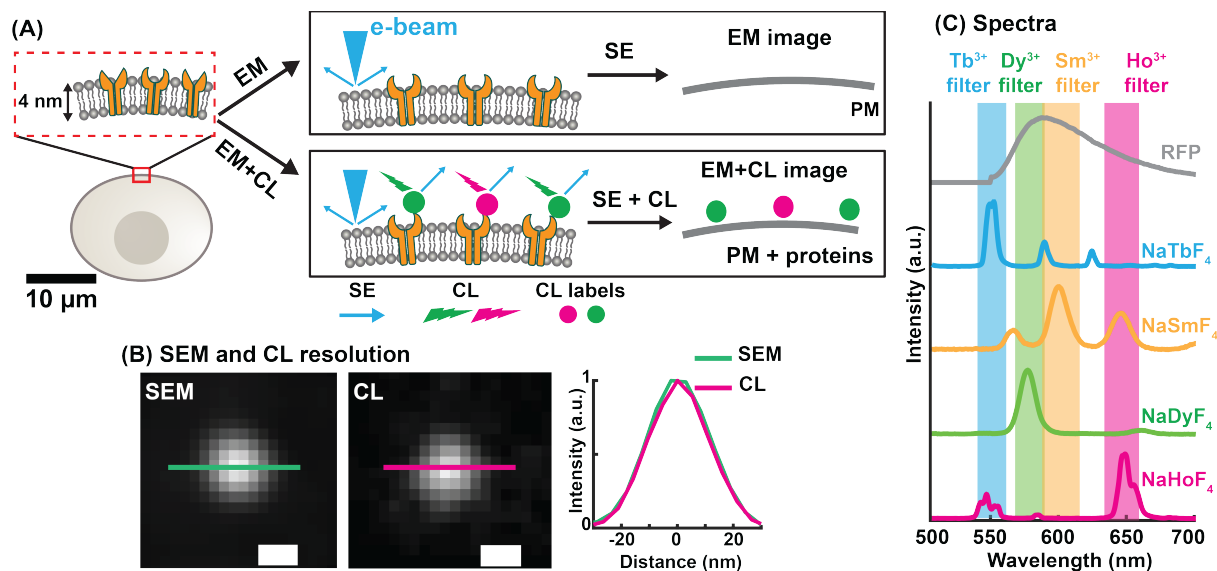 (A)
4 nm
10 µm
EM
EM+CL
e-beam
SE
EM image
PM
SE + CL
EM+CL image
PM + proteins
SE
CL
CL labels
(B) SEM and CL resolution
SEM
CL
SEM
CL
Intensity (a.u.)
1
0
-20
0
20
Distance (nm)
(C) Spectra
Tb3+
filter
Dy3+
filter
Sm3+
filter
Ho3+
filter
RFP
NaTbF4
NaSmF4
NaDyF4
NaHoF4
Intensity (a.u.)
500
550
600
650
700
Wavelength (nm)